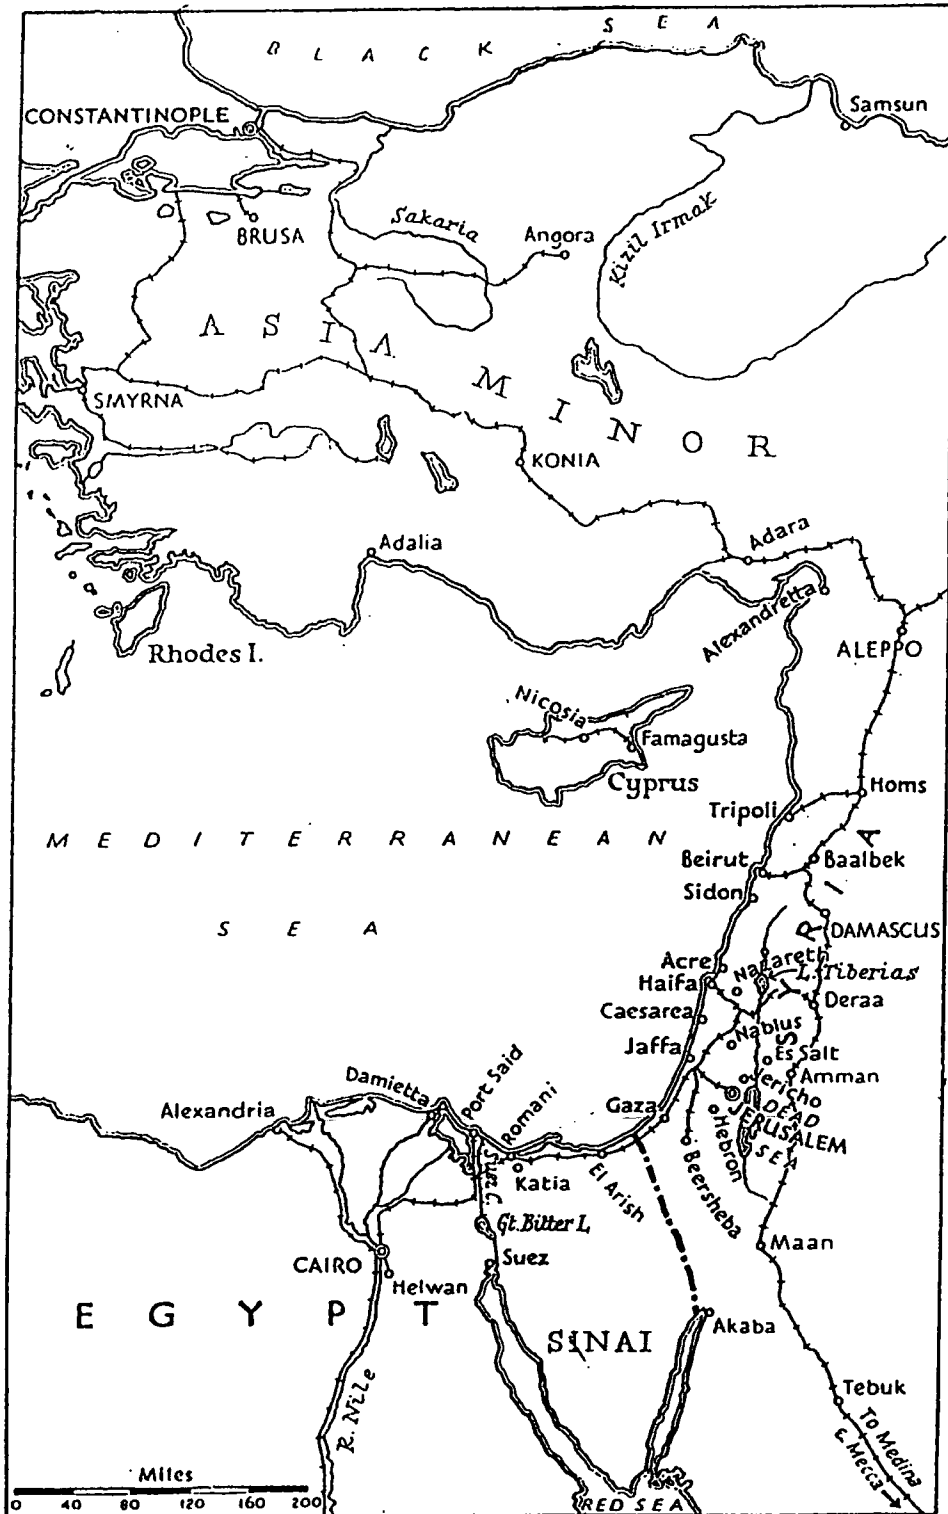 BLACK SEA
CONSTANTINOPLE
Samsun
BRUSA
Sakaria
Angora
Kizil Irmak
ASIA MINOR
SMYRNA
KONIA
Adalia
Adara
Alexandretta
Rhodes I.
ALEPPO
Nicosia
Famagusta
Cyprus
Homs
Tripoli
MEDITERRANEAN
SEA
Beirut
Baalbek
Sidon
SYRIA
DAMASCUS
Acre
Nazareth
L. Tiberias
Haifa
Deraa
Caesarea
Nablus
Jaffa
Es Salt
Amman
Jericho
DEAD SEA
JERUSALEM
Hebron
Gaza
Beersheba
Damietta
Port Said
Romani
Alexandria
Katia
El Arish
Suez C.
Gt. Bitter L.
Maan
CAIRO
Suez
Helwan
EGYPT
SINAI
Akaba
R. Nile
Tebuk
To Medina
& Mecca
Miles
0 40 80 120 160 200
RED SEA